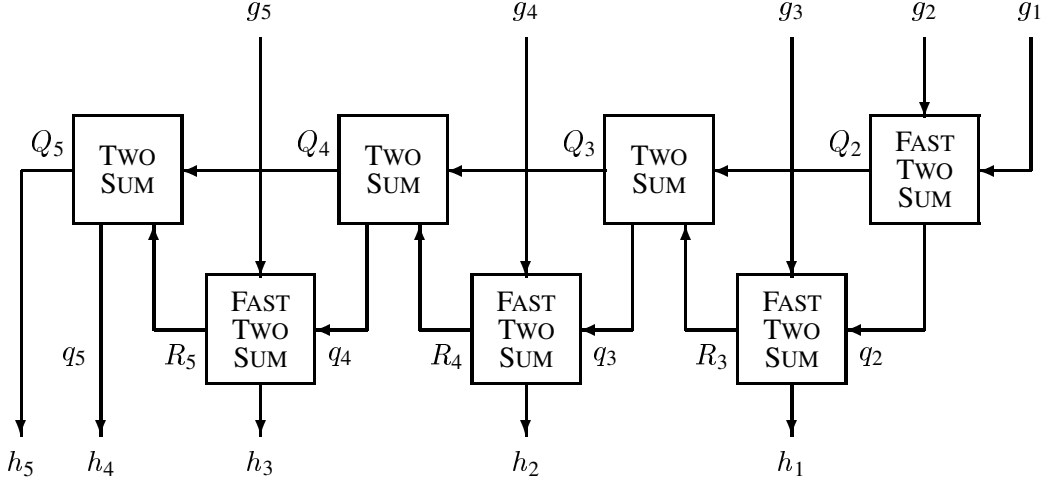 g₅ g₄ g₃ g₂ g₁
Q₅ TWO SUM Q₄ TWO SUM Q₃ TWO SUM Q₂ FAST TWO SUM
FAST TWO SUM FAST TWO SUM FAST TWO SUM
q₅ R₅ q₄ R₄ q₃ R₃ q₂
h₅ h₄ h₃ h₂ h₁